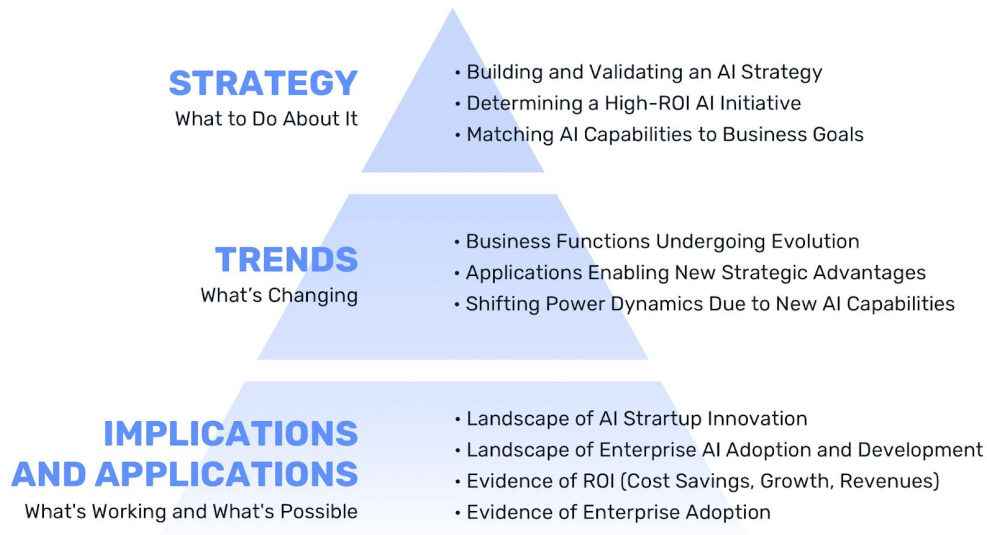 STRATEGY
What to Do About It
• Building and Validating an AI Strategy
• Determining a High-ROI AI Initiative
• Matching AI Capabilities to Business Goals
TRENDS
What’s Changing
• Business Functions Undergoing Evolution
• Applications Enabling New Strategic Advantages
• Shifting Power Dynamics Due to New AI Capabilities
IMPLICATIONS
AND APPLICATIONS
What's Working and What's Possible
• Landscape of AI Strartup Innovation
• Landscape of Enterprise AI Adoption and Development
• Evidence of ROI (Cost Savings, Growth, Revenues)
• Evidence of Enterprise Adoption